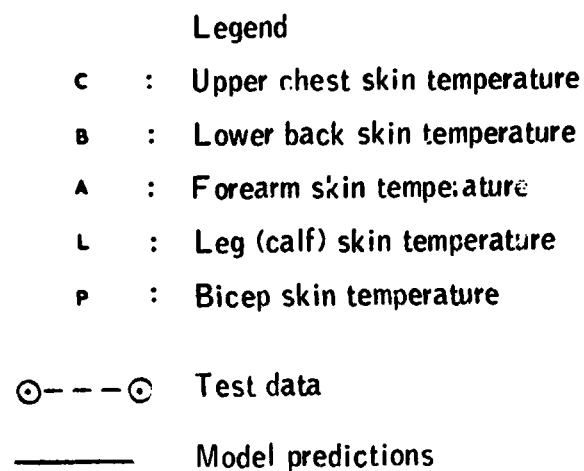 Legend
C : Upper chest skin temperature
B : Lower back skin temperature
A : Forearm skin temperature
L : Leg (calf) skin temperature
P : Bicep skin temperature
Test data
Model predictions